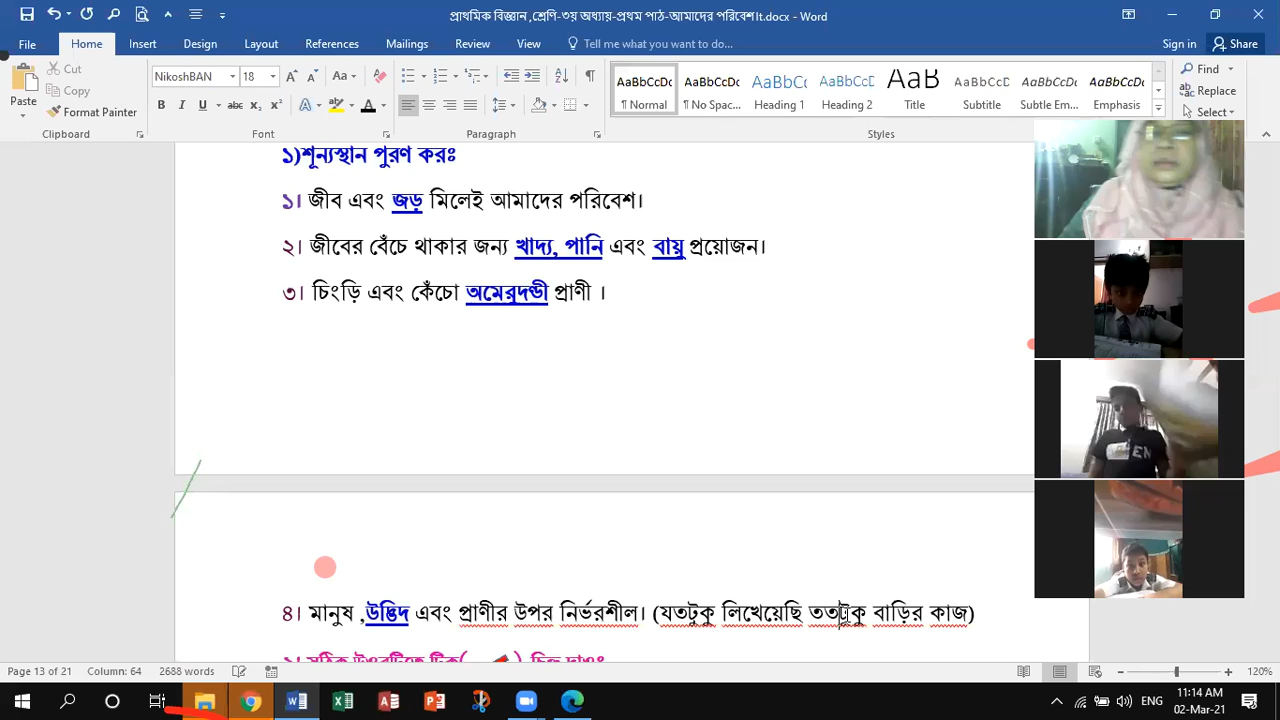 প্রাথমিক বিজ্ঞান ,শ্রেণি-৩য় অধ্যায়-প্রথম পাঠ-আমাদের পরিবেশ lt.docx - Word
File Home Insert Design Layout References Mailings Review View Tell me what you want to do... Sign in Share
Cut
Copy
Format Painter
Paste
NikoshBAN 18
AaBbCcDc AaBbCcDc AaBbCcD AaBbCcD AaB AaBbCcD AaBbCcDc AaBbCcDc
¶ Normal ¶ No Spac... Heading 1 Heading 2 Title Subtitle Subtle Em... Emphasis
Find
Replace
Select
Clipboard Font Paragraph Styles
১)শূন্যস্থান পুরণ করঃ
১। জীব এবং জড় মিলেই আমাদের পরিবেশ।
২। জীবের বেঁচে থাকার জন্য খাদ্য, পানি এবং বায়ু প্রয়োজন।
৩। চিংড়ি এবং কেঁচো অমেরুদন্ডী প্রাণী ।
৪। মানুষ ,উদ্ভিদ এবং প্রাণীর উপর নির্ভরশীল। (যতটুকু লিখেয়েছি ততটুকু বাড়ির কাজ)
Page 13 of 21 Column: 64 2688 words 120%
ENG 11:14 AM
02-Mar-21